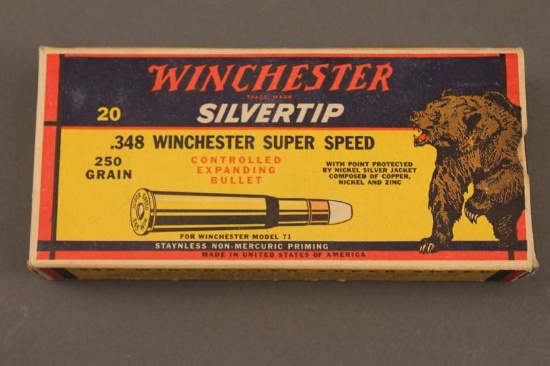 WINCHESTER
TRADE MARK
20
SILVERTIP
.348 WINCHESTER SUPER SPEED
250
GRAIN
CONTROLLED
EXPANDING
BULLET
WITH POINT PROTECTED
BY NICKEL SILVER JACKET
COMPOSED OF COPPER,
NICKEL AND ZINC
FOR WINCHESTER MODEL 71
STAYNLESS NON-MERCURIC PRIMING
MADE IN UNITED STATES OF AMERICA